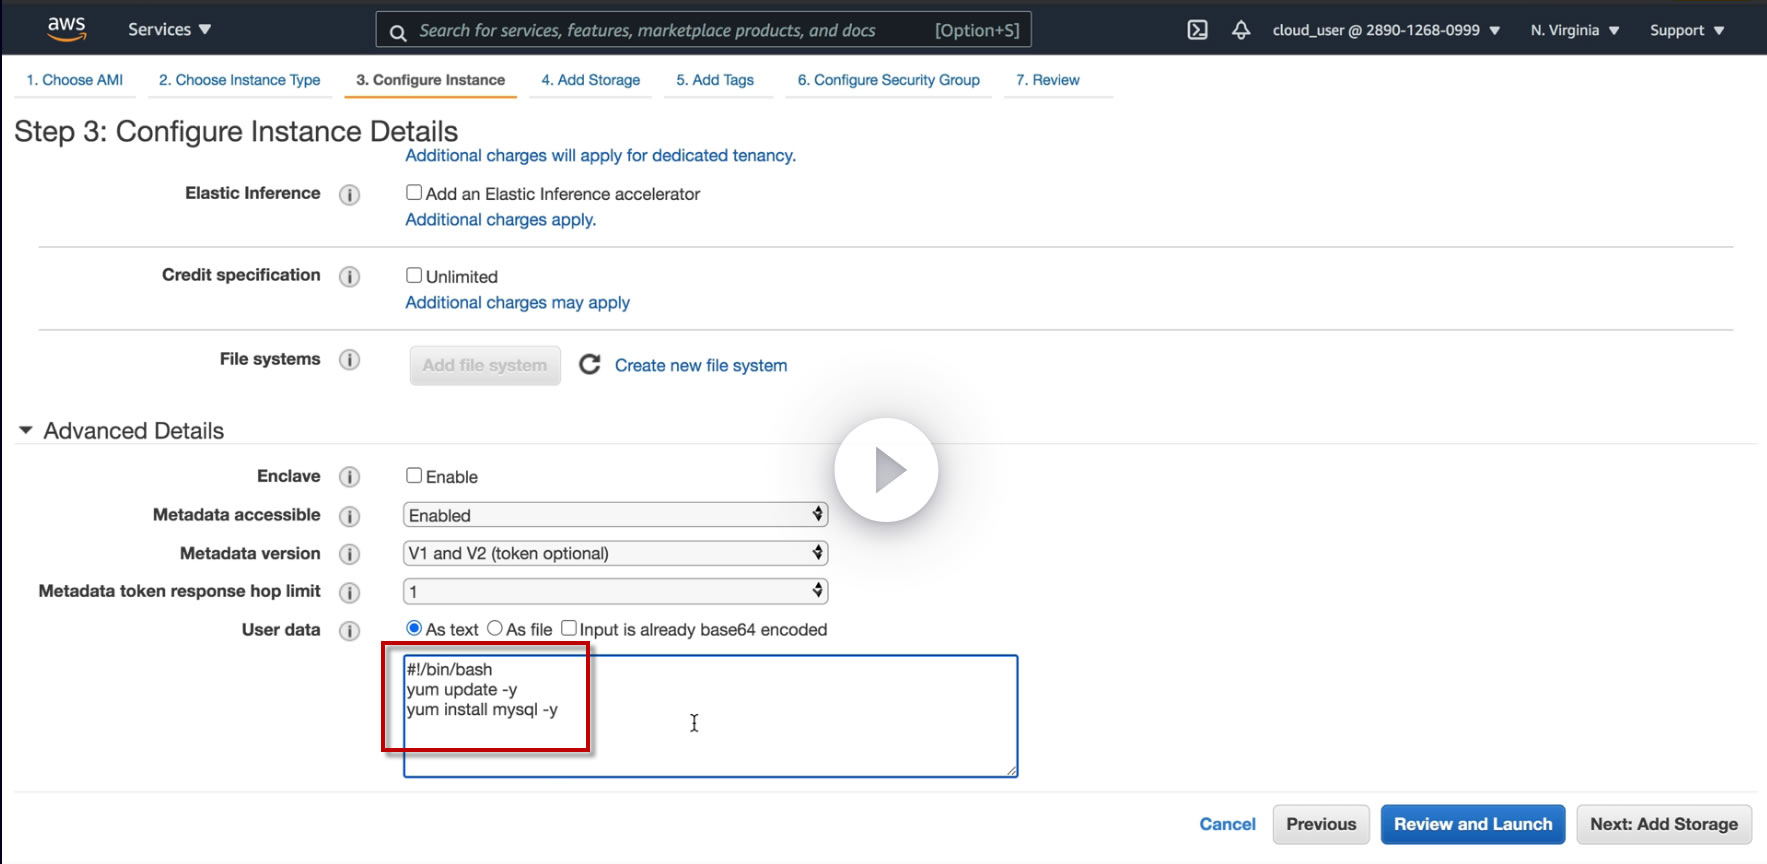 aws Services Search for services, features, marketplace products, and docs [Option+S] cloud_user @ 2890-1268-0999 N. Virginia Support
1. Choose AMI 2. Choose Instance Type 3. Configure Instance 4. Add Storage 5. Add Tags 6. Configure Security Group 7. Review
Step 3: Configure Instance Details
Additional charges will apply for dedicated tenancy.
Elastic Inference i Add an Elastic Inference accelerator
Additional charges apply.
Credit specification i Unlimited
Additional charges may apply
File systems i Add file system Create new file system
Advanced Details
Enclave i Enable
Metadata accessible i Enabled
Metadata version i V1 and V2 (token optional)
Metadata token response hop limit i 1
User data i As text As file Input is already base64 encoded
#!/bin/bash
yum update -y
yum install mysql -y
Cancel Previous Review and Launch Next: Add Storage